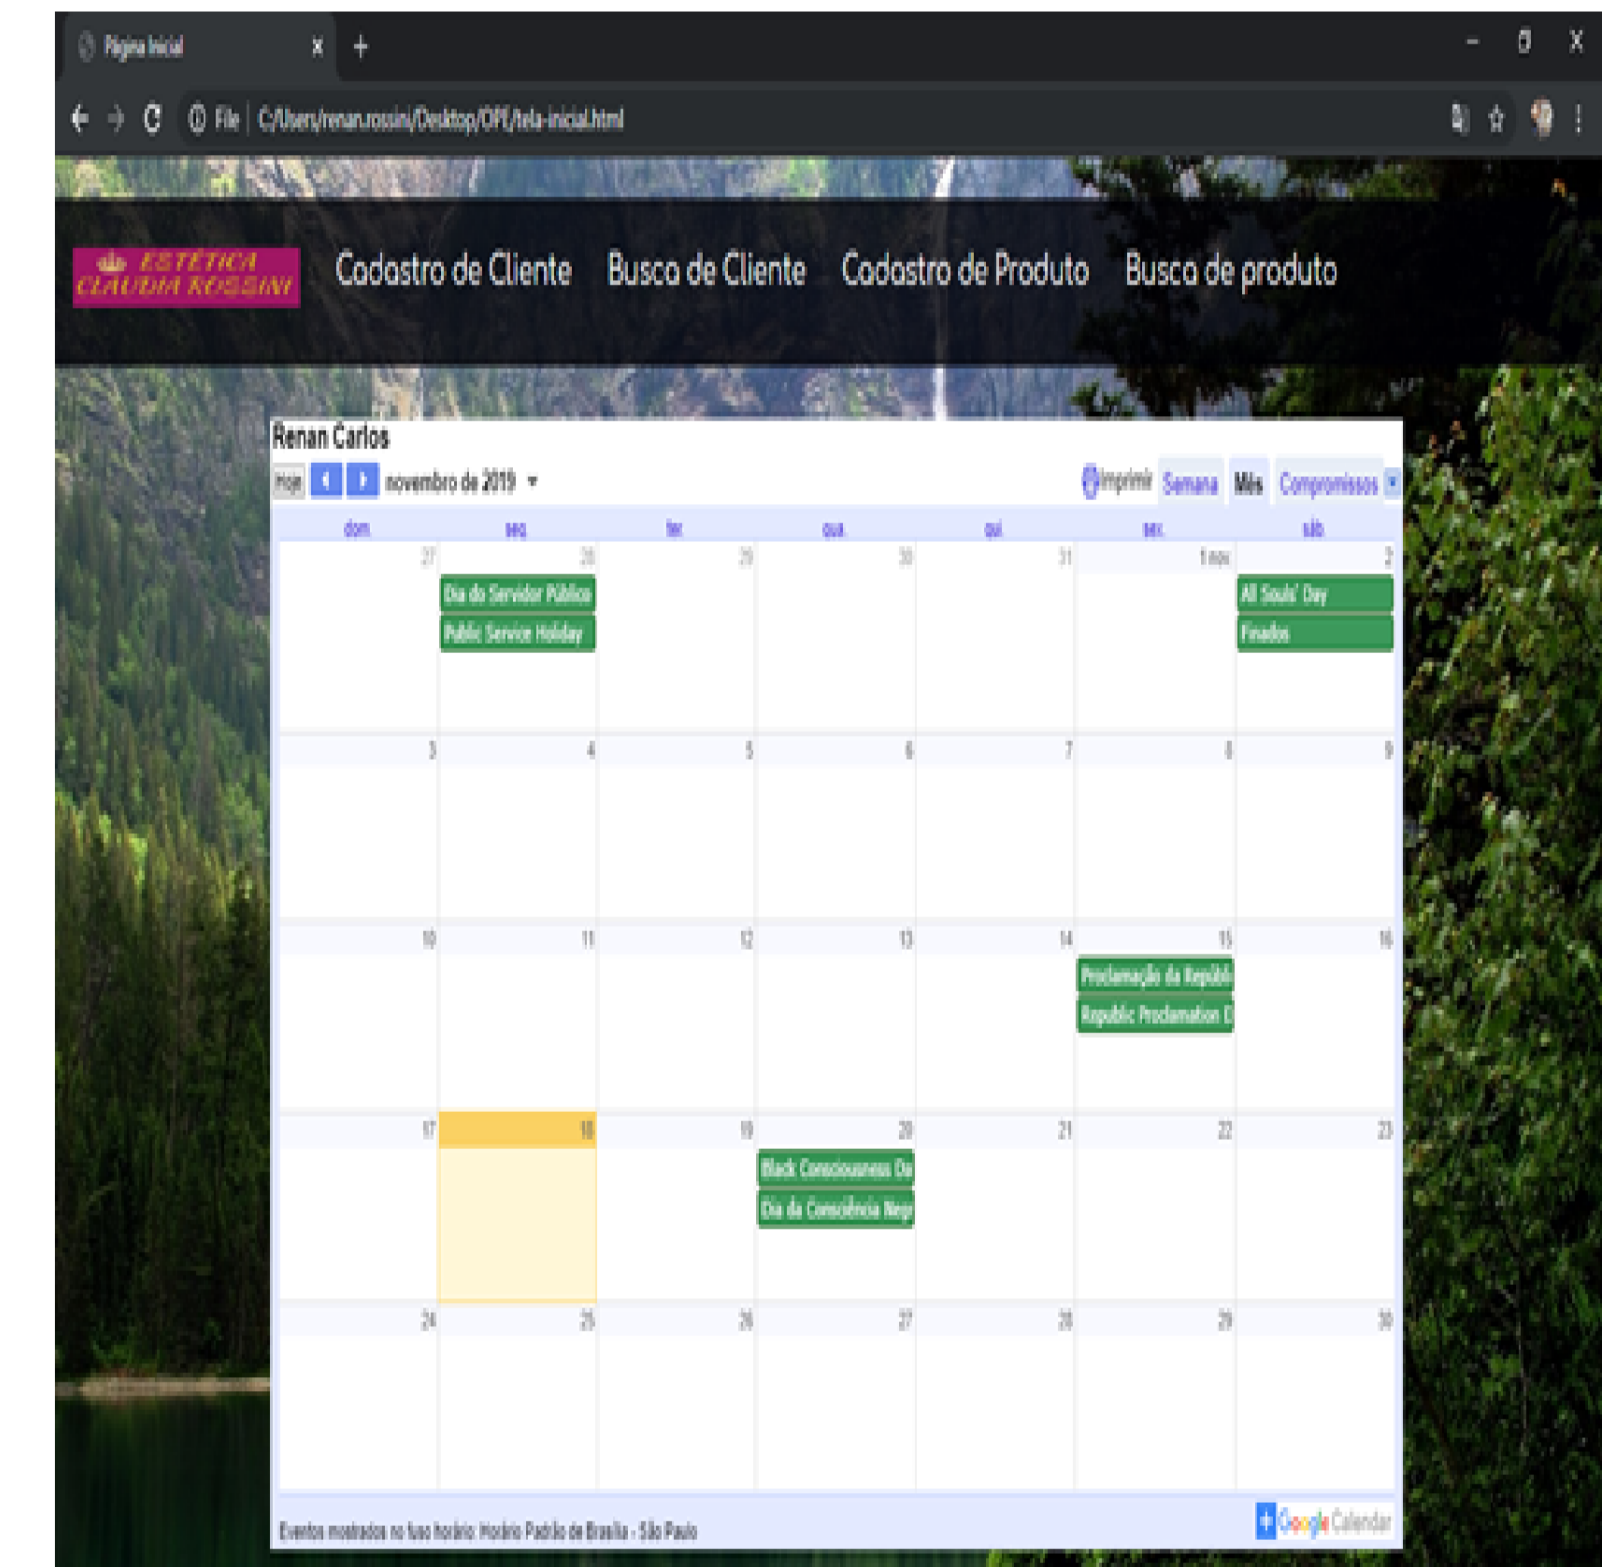 Página Inicial
File | C:/Users/renan.rossini/Desktop/OPE/tela-inicial.html
ESTÉTICA
CLAUDIA ROSSINI
Cadastro de Cliente Busca de Cliente Cadastro de Produto Busca de produto
Renan Carlos
Hoje novembro de 2019 Imprimir Semana Mês Compromissos
dom. seg. ter. qua. qui. sex. sáb.
27 28 29 30 31 1 nov 2
Dia do Servidor Público All Souls' Day
Public Service Holiday Finados
3 4 5 6 7 8 9
10 11 12 13 14 15 16
Proclamação da Repúbli
Republic Proclamation D
17 18 19 20 21 22 23
Black Consciousness Da
Dia da Consciência Negr
24 25 26 27 28 29 30
Eventos mostrados no fuso horário: Horário Padrão de Brasília - São Paulo
+ Google Calendar